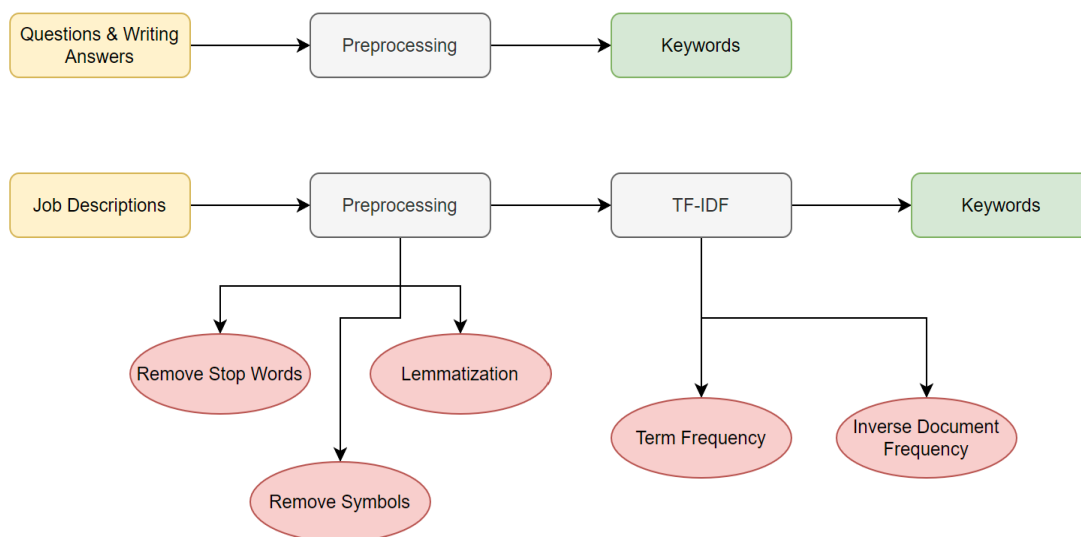 Questions & Writing
Answers
Preprocessing
Keywords
Job Descriptions
Preprocessing
TF-IDF
Keywords
Remove Stop Words
Lemmatization
Term Frequency
Inverse Document
Frequency
Remove Symbols